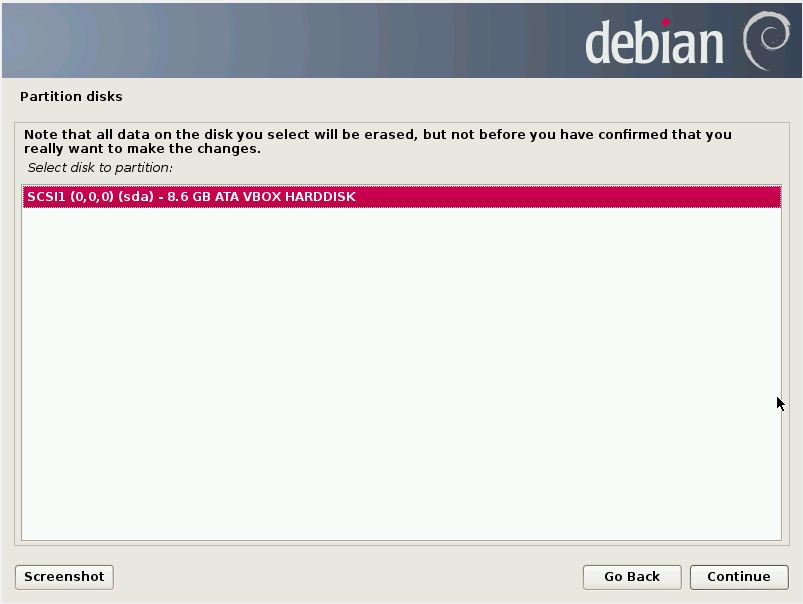 debian
Partition disks
Note that all data on the disk you select will be erased, but not before you have confirmed that you
really want to make the changes.
Select disk to partition:
SCSI1 (0,0,0) (sda) - 8.6 GB ATA VBOX HARDDISK
Screenshot
Go Back
Continue